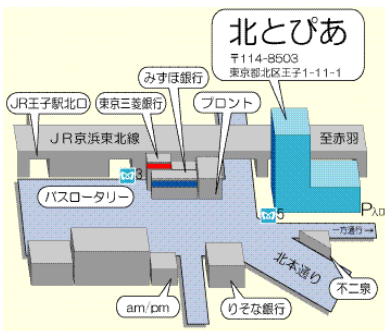 北とぴあ
〒114-8503
東京都北区王子1-11-1
みずほ銀行
JR王子駅北口
東京三菱銀行
プロント
JR京浜東北線
至赤羽
3
バスロータリー
5
P入口
一方通行→
北本通り
不二泉
am/pm
りそな銀行